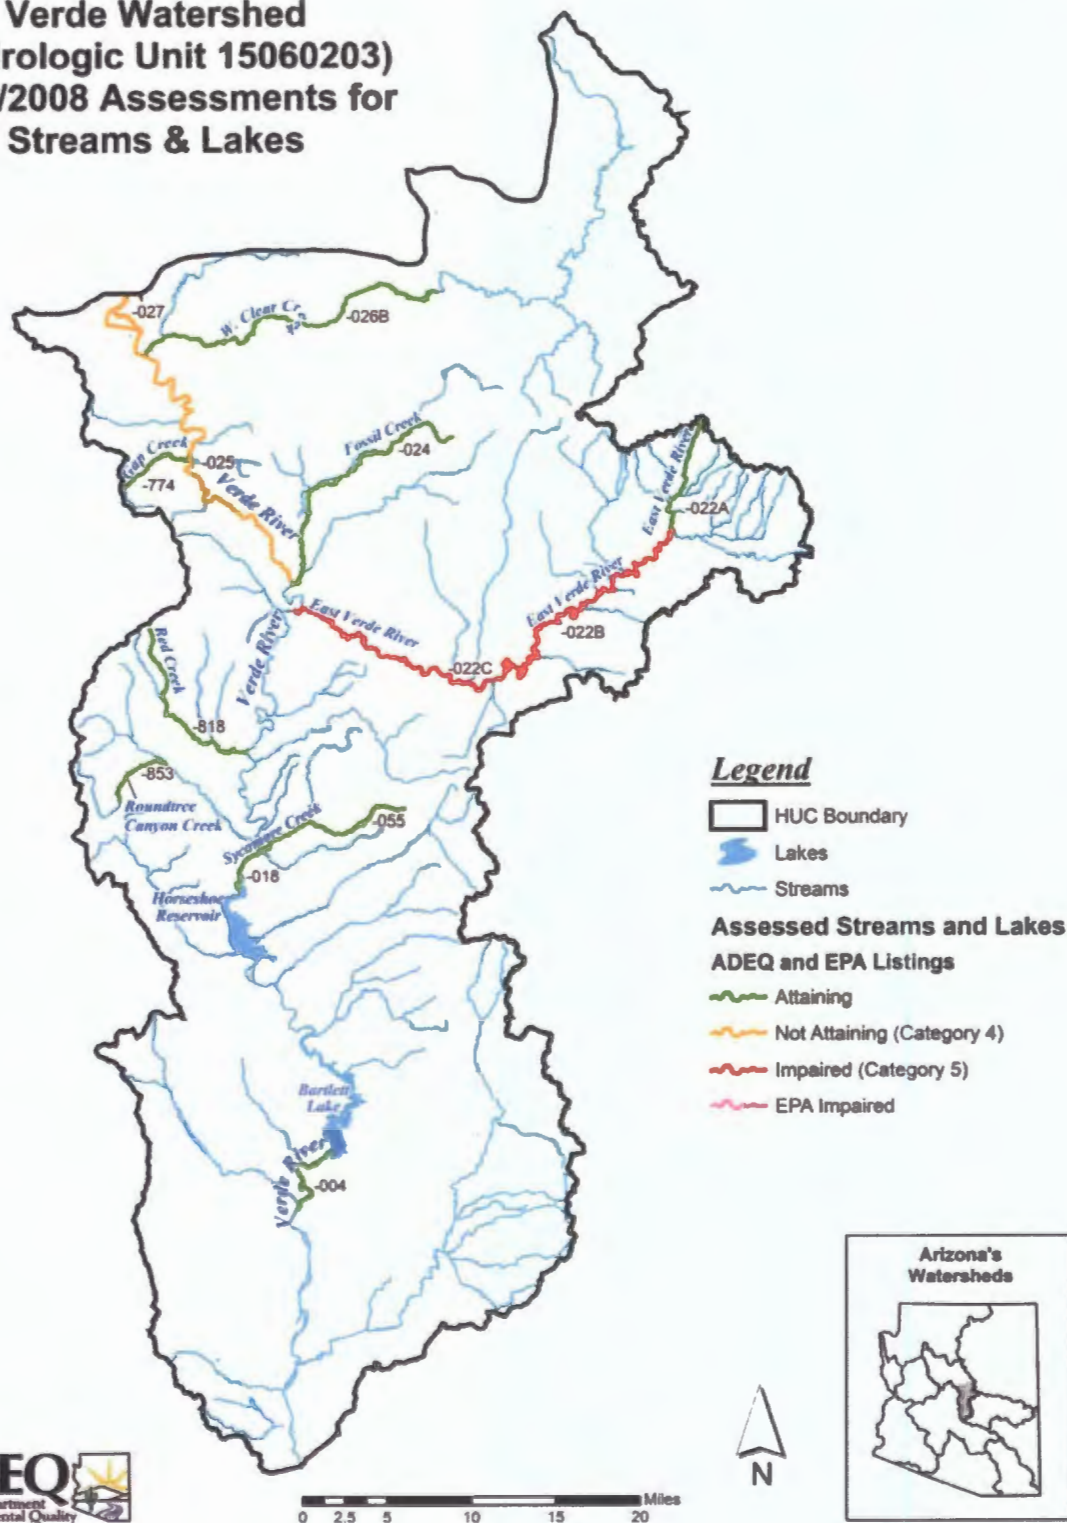 Verde Watershed
rologic Unit 15060203)
/2008 Assessments for
Streams & Lakes
-027
W. Clear Creek
-026B
Fossil Creek
-024
Gap Creek
-025
-774
Verde River
East Verde River
-022A
East Verde River
-022B
East Verde River
-022C
Verde River
Red Creek
-818
-853
Roundtree
Canyon Creek
Sycamore Creek
-055
-018
Horseshoe
Reservoir
Bartlett
Lake
Verde River
-004
Legend
HUC Boundary
Lakes
Streams
Assessed Streams and Lakes
ADEQ and EPA Listings
Attaining
Not Attaining (Category 4)
Impaired (Category 5)
EPA Impaired
Arizona's
Watersheds
N
EQ
artment
ental Quality
Miles
0 2.5 5 10 15 20